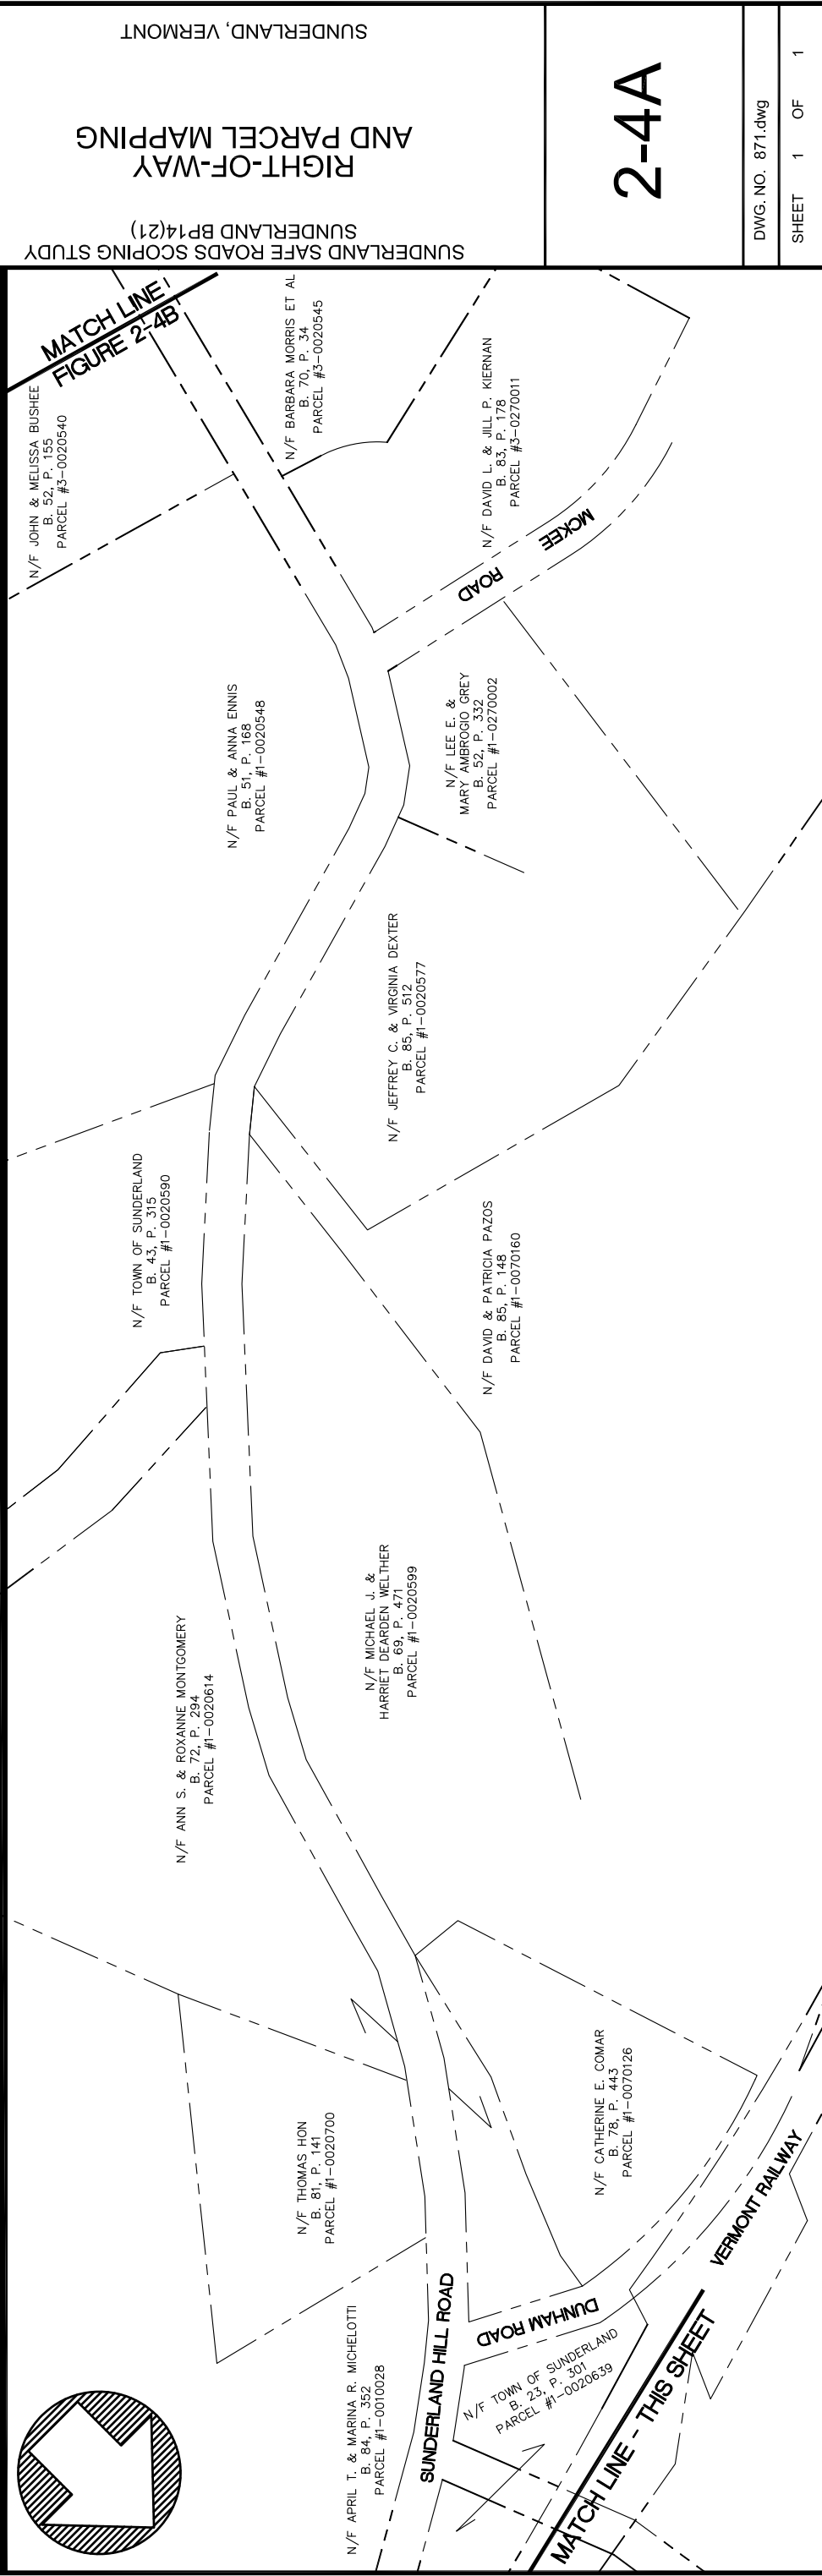 SUNDERLAND SAFE ROADS SCOPING STUDY
SUNDERLAND BP14(21)
RIGHT-OF-WAY
AND PARCEL MAPPING
SUNDERLAND, VERMONT
2-4A
DWG. NO. 871.dwg
SHEET 1 OF 1
MATCH LINE
FIGURE 2-4B
N/F JOHN & MELISSA BUSHEE
B. 52, P. 155
PARCEL #3-0020540
N/F BARBARA MORRIS ET AL
B. 70, P. 34
PARCEL #3-0020545
N/F DAVID L. & JILL P. KIERNAN
B. 83, P. 178
PARCEL #3-0270011
MCKEE
ROAD
N/F PAUL & ANNA ENNIS
B. 51, P. 168
PARCEL #1-0020548
N/F LEE E. &
MARY AMBROGIO GREY
B. 52, P. 332
PARCEL #1-0270002
N/F JEFFREY C. & VIRGINIA DEXTER
B. 85, P. 512
PARCEL #1-0020577
N/F TOWN OF SUNDERLAND
B. 43, P. 315
PARCEL #1-0020590
N/F DAVID & PATRICIA PAZOS
B. 85, P. 148
PARCEL #1-0070160
N/F MICHAEL J. &
HARRIET DEARDEN WELTHER
B. 69, P. 471
PARCEL #1-0020599
N/F ANN S. & ROXANNE MONTGOMERY
B. 72, P. 294
PARCEL #1-0020614
N/F THOMAS HON
B. 81, P. 141
PARCEL #1-0020700
N/F CATHERINE E. COMAR
B. 78, P. 443
PARCEL #1-0070126
VERMONT RAILWAY
DUNHAM ROAD
SUNDERLAND HILL ROAD
N/F TOWN OF SUNDERLAND
B. 23, P. 301
PARCEL #1-0020639
N/F APRIL T. & MARINA R. MICHELOTTI
B. 84, P. 352
PARCEL #1-0010028
MATCH LINE - THIS SHEET